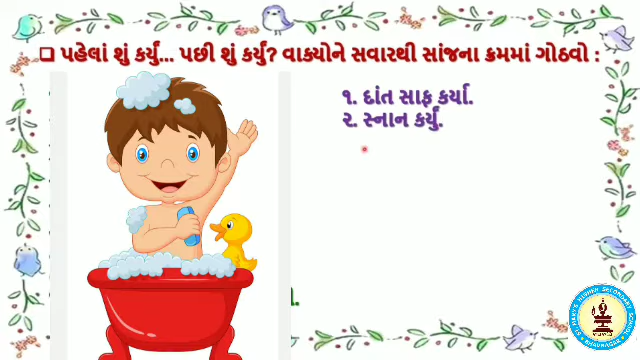 ❑ પહેલાં શું કર્યું... પછી શું કર્યું? વાક્યોને સવારથી સાંજના ક્રમમાં ગોઠવો :
૧. દાંત સાફ કર્યા.
૨. સ્નાન કર્યું.